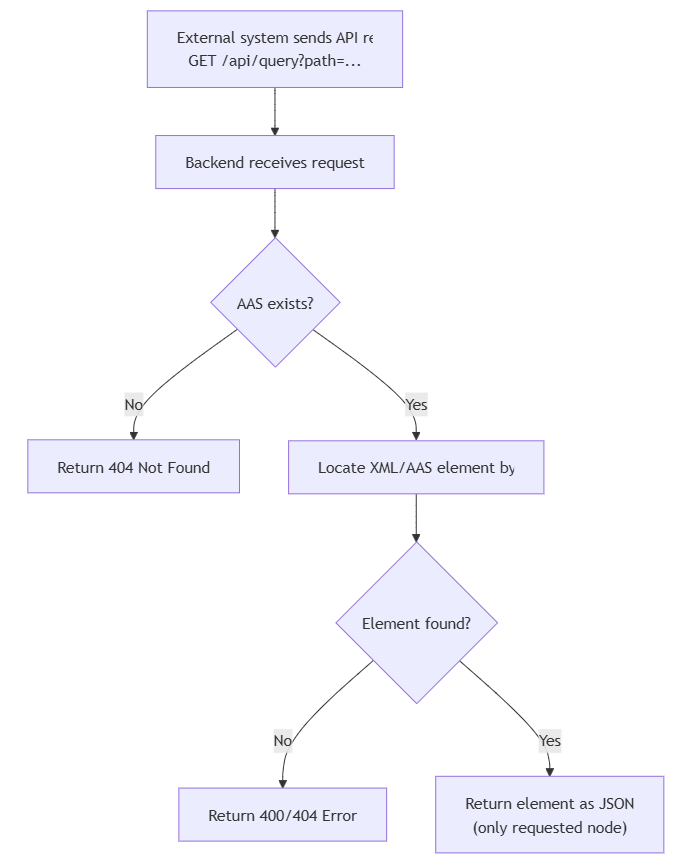 External system sends API re
GET /api/query?path=...
Backend receives request
AAS exists?
No
Yes
Return 404 Not Found
Locate XML/AAS element by
Element found?
No
Yes
Return 400/404 Error
Return element as JSON
(only requested node)